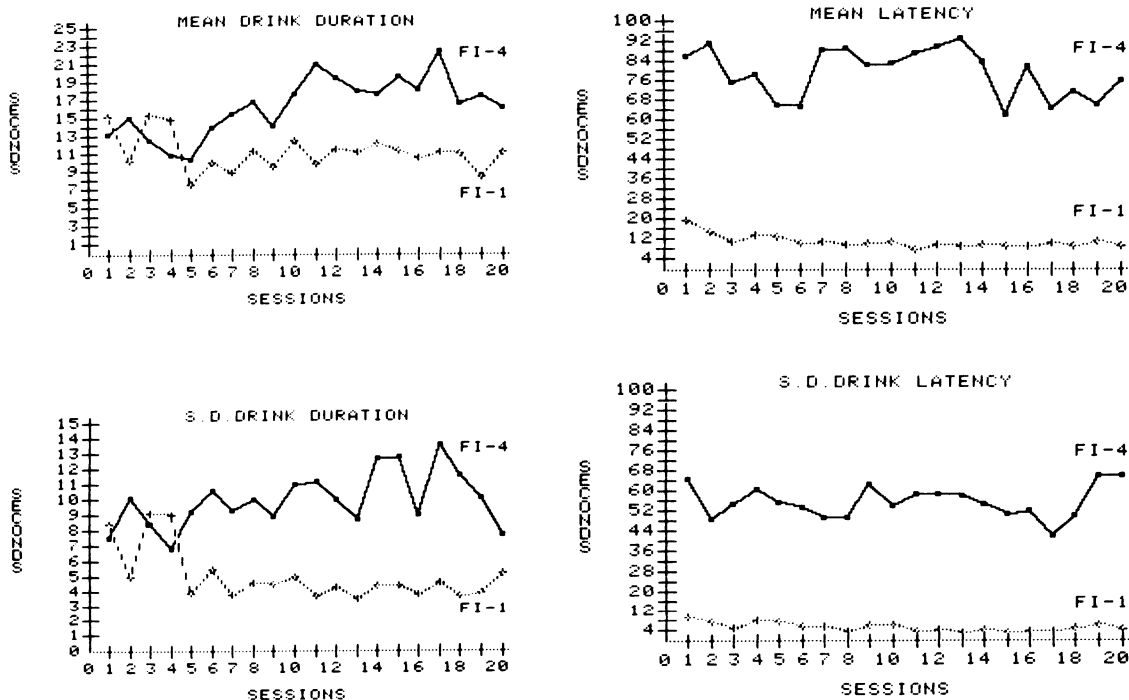 MEAN DRINK DURATION
25
23
21
19
17
15
13
11
9
7
5
3
1
SECONDS
FI-4
FI-1
0 1 2 3 4 5 6 7 8 10 12 14 16 18 20
SESSIONS
MEAN LATENCY
100
92
84
76
68
60
52
44
36
28
20
12
4
SECONDS
FI-4
FI-1
0 1 2 3 4 5 6 7 8 10 12 14 16 18 20
SESSIONS
S.D.DRINK DURATION
15
14
13
12
11
10
9
8
7
6
5
4
3
2
1
0
SECONDS
FI-4
FI-1
0 1 2 3 4 5 6 7 8 10 12 14 16 18 20
SESSIONS
S.D.DRINK LATENCY
100
92
84
76
68
60
52
44
36
28
20
12
4
SECONDS
FI-4
FI-1
0 1 2 3 4 5 6 7 8 10 12 14 16 18 20
SESSIONS